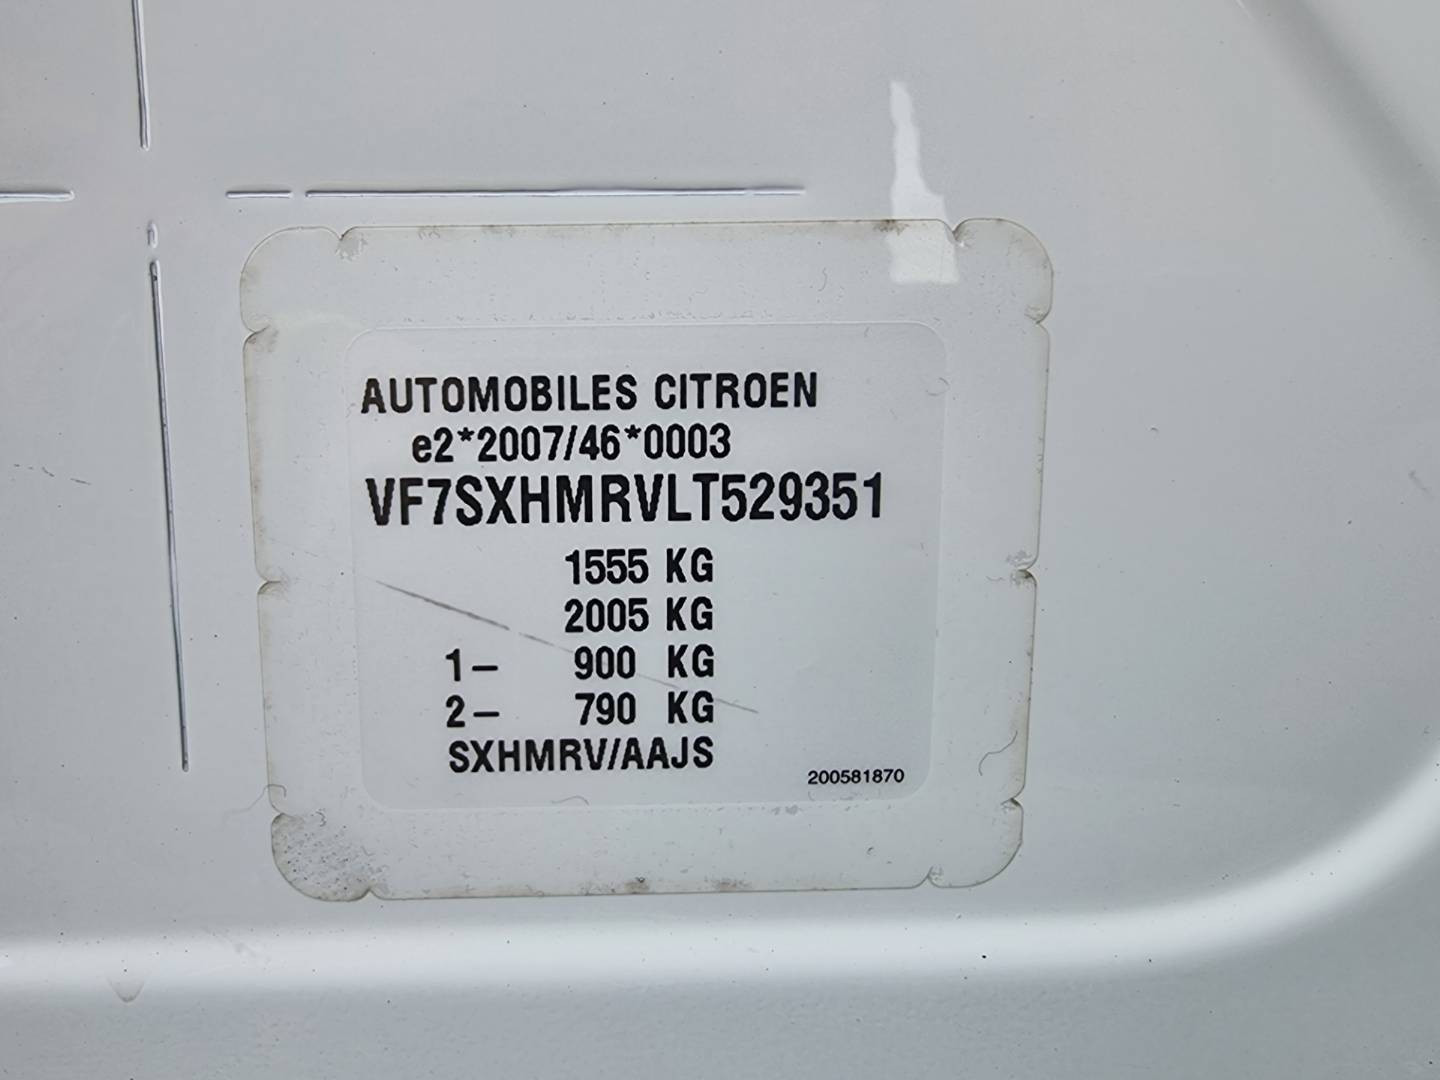 AUTOMOBILES CITROEN
e2*2007/46*0003
VF7SXHMRVLT529351
1555 KG
2005 KG
1– 900 KG
2– 790 KG
SXHMRV/AAJS
200581870